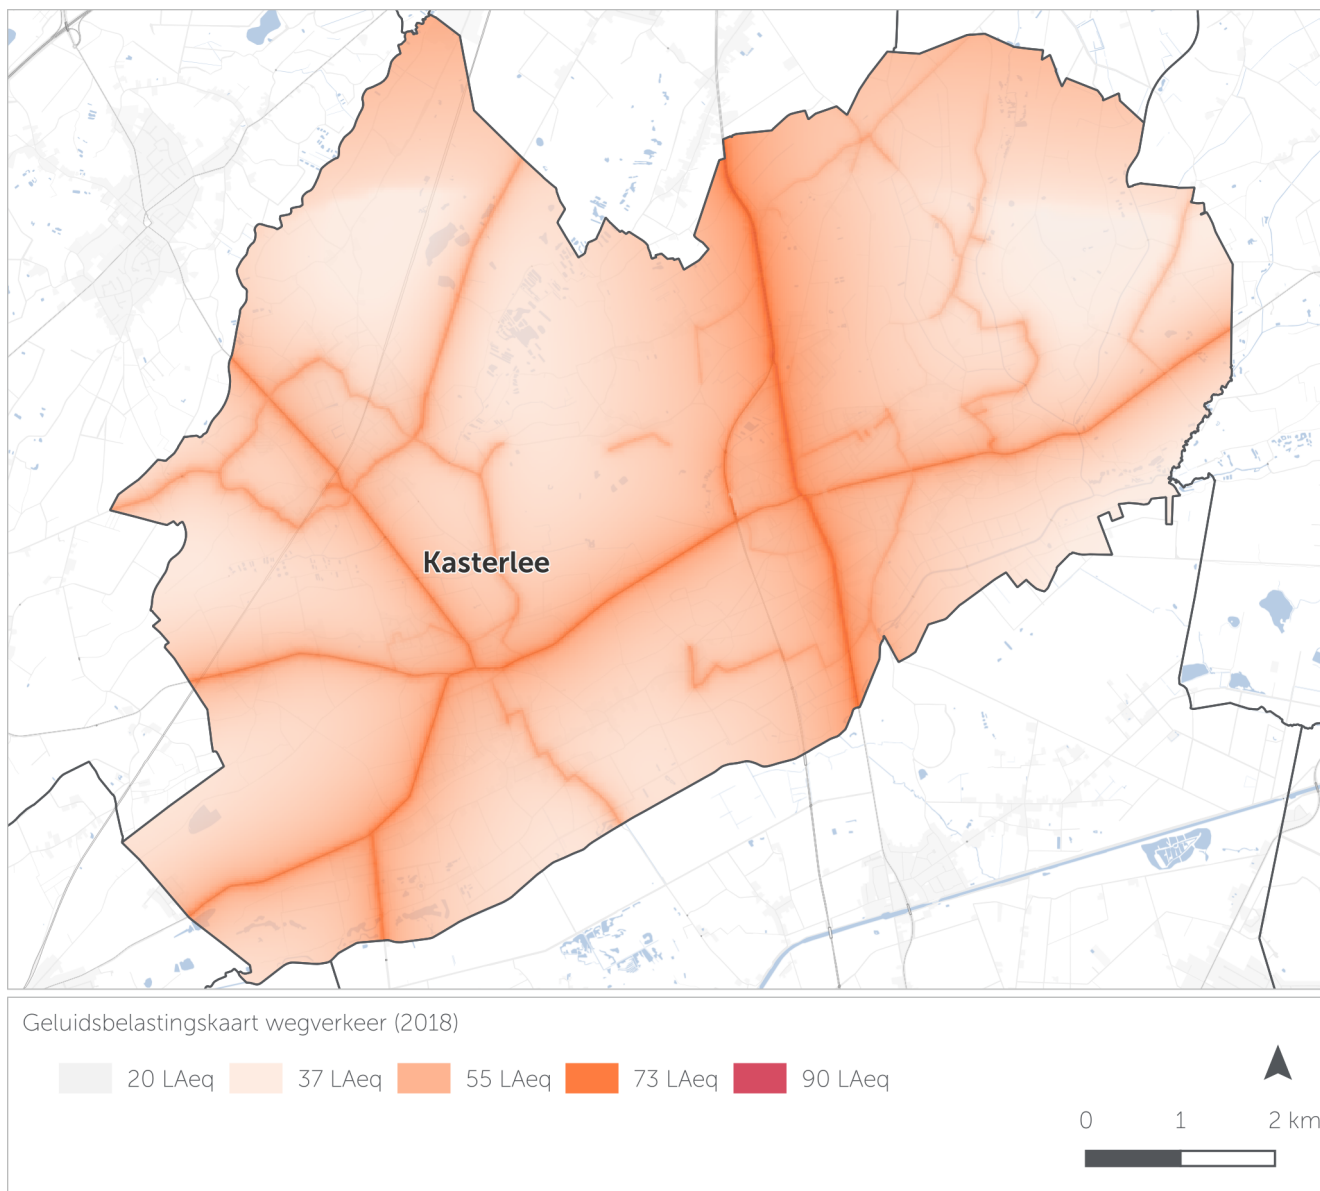 Kasterlee
Geluidsbelastingskaart wegverkeer (2018)
20 LAeq 37 LAeq 55 LAeq 73 LAeq 90 LAeq
0 1 2 km